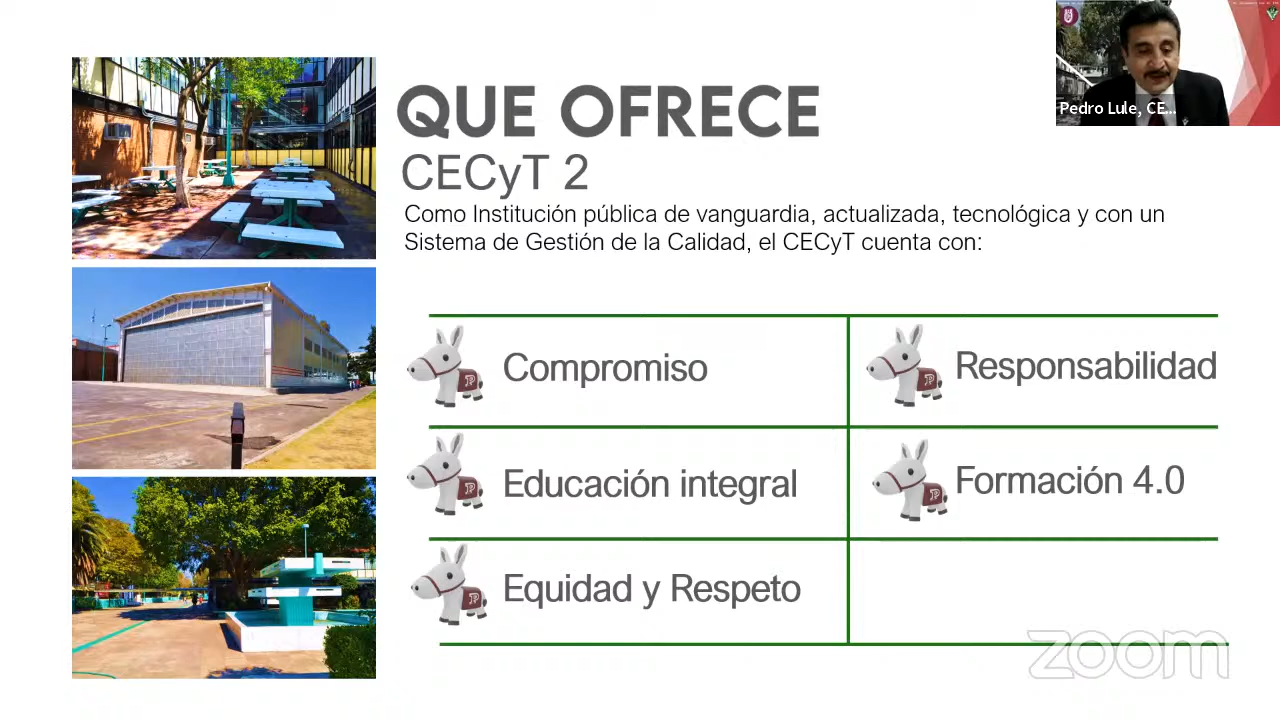 QUE OFRECE
CECyT 2
Como Institución pública de vanguardia, actualizada, tecnológica y con un
Sistema de Gestión de la Calidad, el CECyT cuenta con:
Compromiso
Responsabilidad
Educación integral
Formación 4.0
Equidad y Respeto
Pedro Lule, CE...
zoom